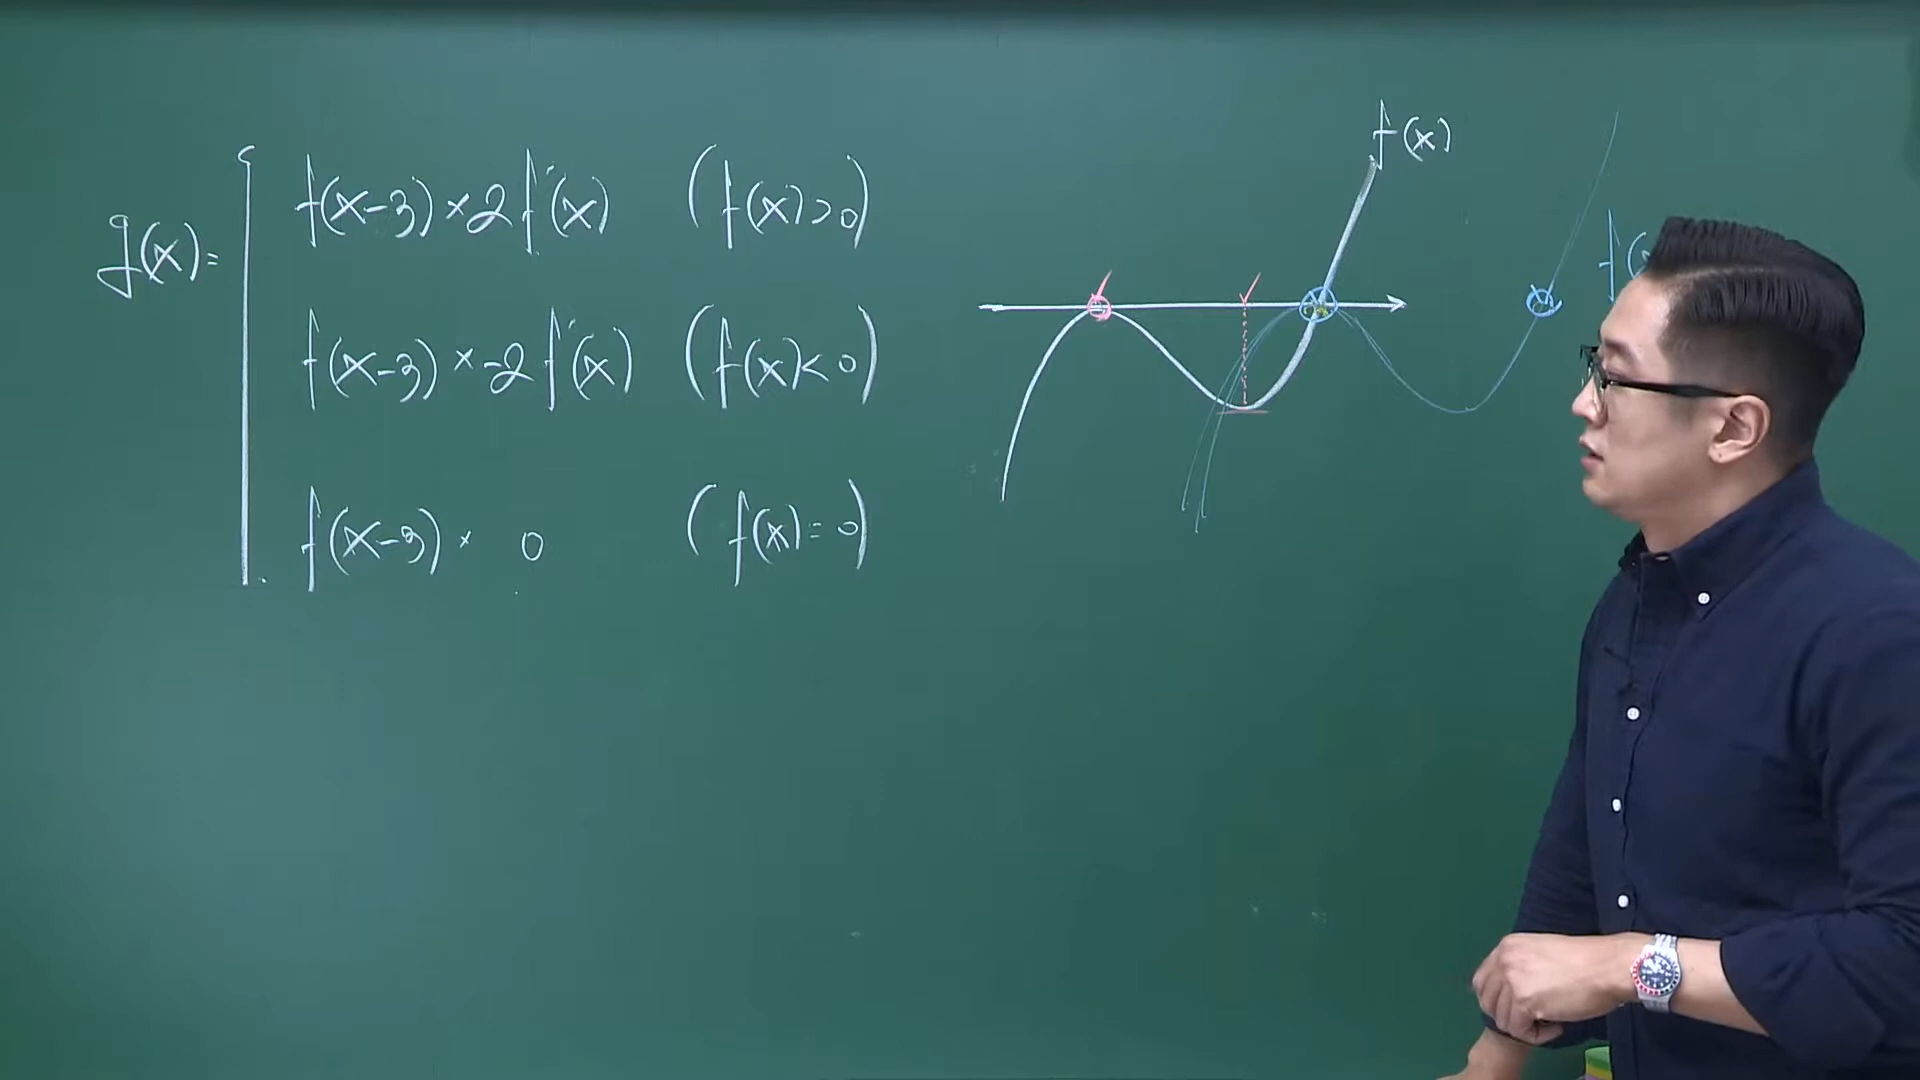 g(x)=
f(x-3)×2f'(x) (f(x)>0)
f(x-3)×-2f'(x) (f(x)<0)
f(x-3)× 0 (f(x)=0)
f(x)
f(